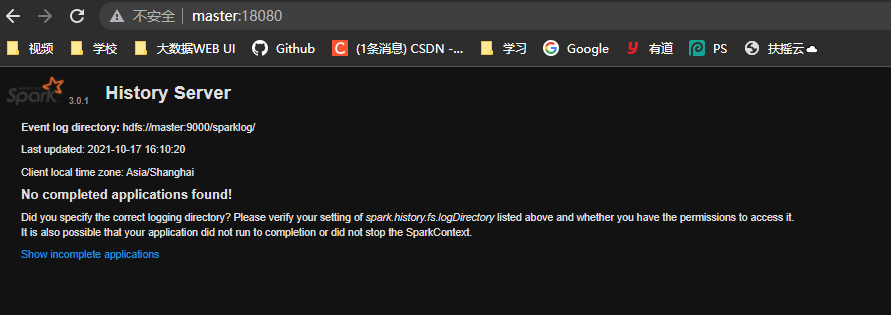 不安全 | master:18080
视频 学校 大数据WEB UI Github (1条消息) CSDN -... 学习 Google 有道 PS 扶摇云
Spark 3.0.1 History Server
Event log directory: hdfs://master:9000/sparklog/
Last updated: 2021-10-17 16:10:20
Client local time zone: Asia/Shanghai
No completed applications found!
Did you specify the correct logging directory? Please verify your setting of spark.history.fs.logDirectory listed above and whether you have the permissions to access it.
It is also possible that your application did not run to completion or did not stop the SparkContext.
Show incomplete applications